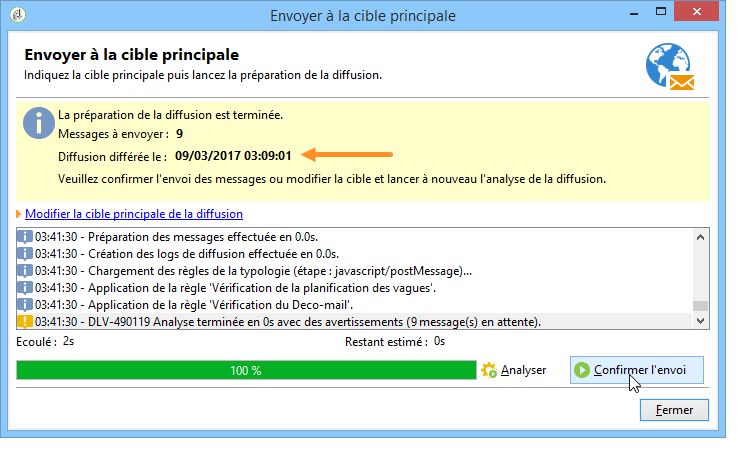 Envoyer à la cible principale
Envoyer à la cible principale
Indiquez la cible principale puis lancez la préparation de la diffusion.
La préparation de la diffusion est terminée.
Messages à envoyer : 9
Diffusion différée le : 09/03/2017 03:09:01
Veuillez confirmer l'envoi des messages ou modifier la cible et lancer à nouveau l'analyse de la diffusion.
Modifier la cible principale de la diffusion
03:41:30 - Préparation des messages effectuée en 0.0s.
03:41:30 - Création des logs de diffusion effectuée en 0.0s.
03:41:30 - Chargement des règles de la typologie (étape : javascript/postMessage)...
03:41:30 - Application de la règle 'Vérification de la planification des vagues'.
03:41:30 - Application de la règle 'Vérification du Deco-mail'.
03:41:30 - DLV-490119 Analyse terminée en 0s avec des avertissements (9 message(s) en attente).
Ecoulé : 2s Restant estimé : 0s
100 % Analyser Confirmer l'envoi
Fermer